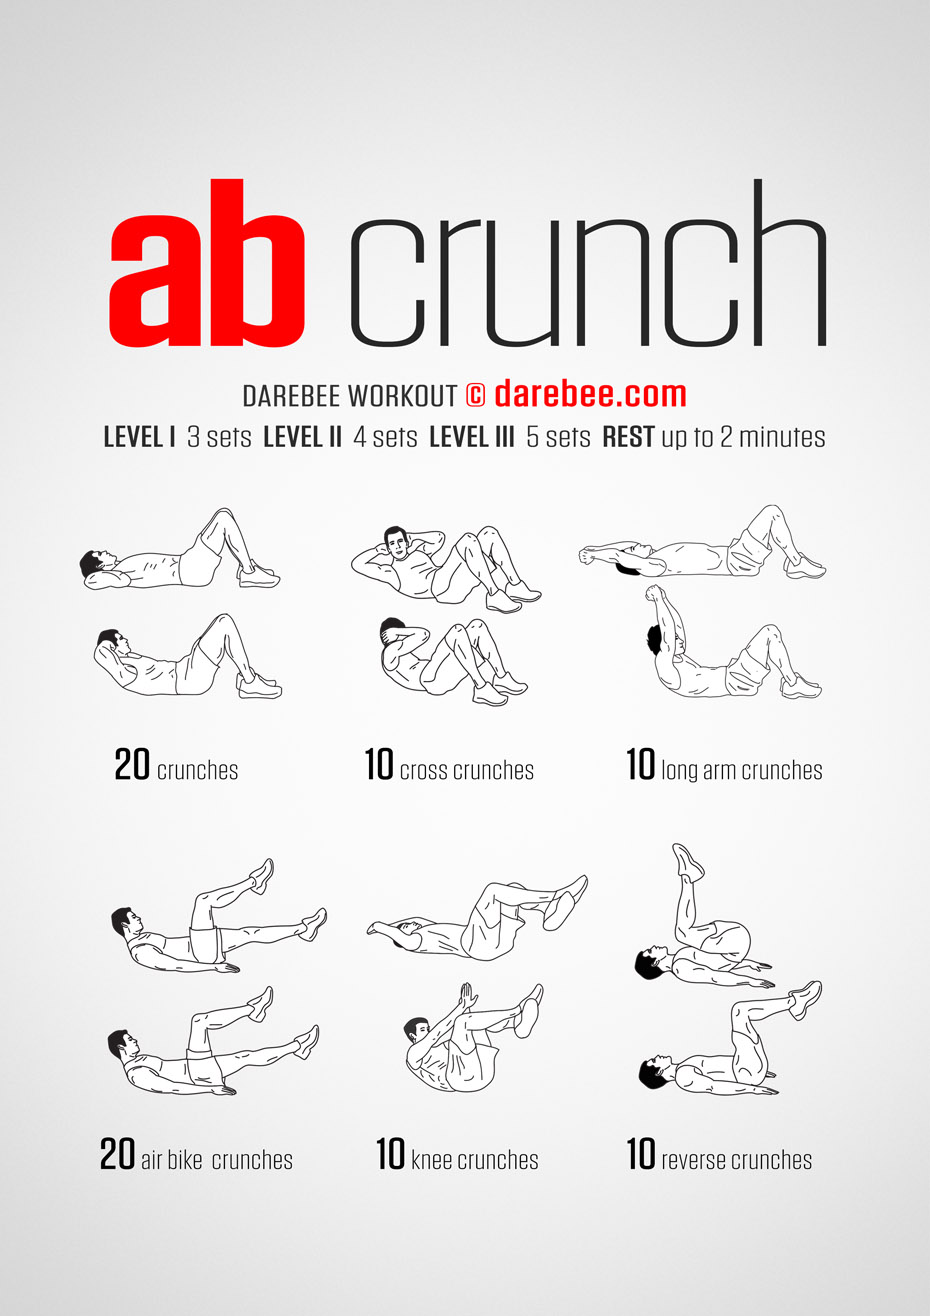 ab crunch
DAREBEE WORKOUT © darebee.com
LEVEL I 3 sets LEVEL II 4 sets LEVEL III 5 sets REST up to 2 minutes
20 crunches
10 cross crunches
10 long arm crunches
20 air bike crunches
10 knee crunches
10 reverse crunches